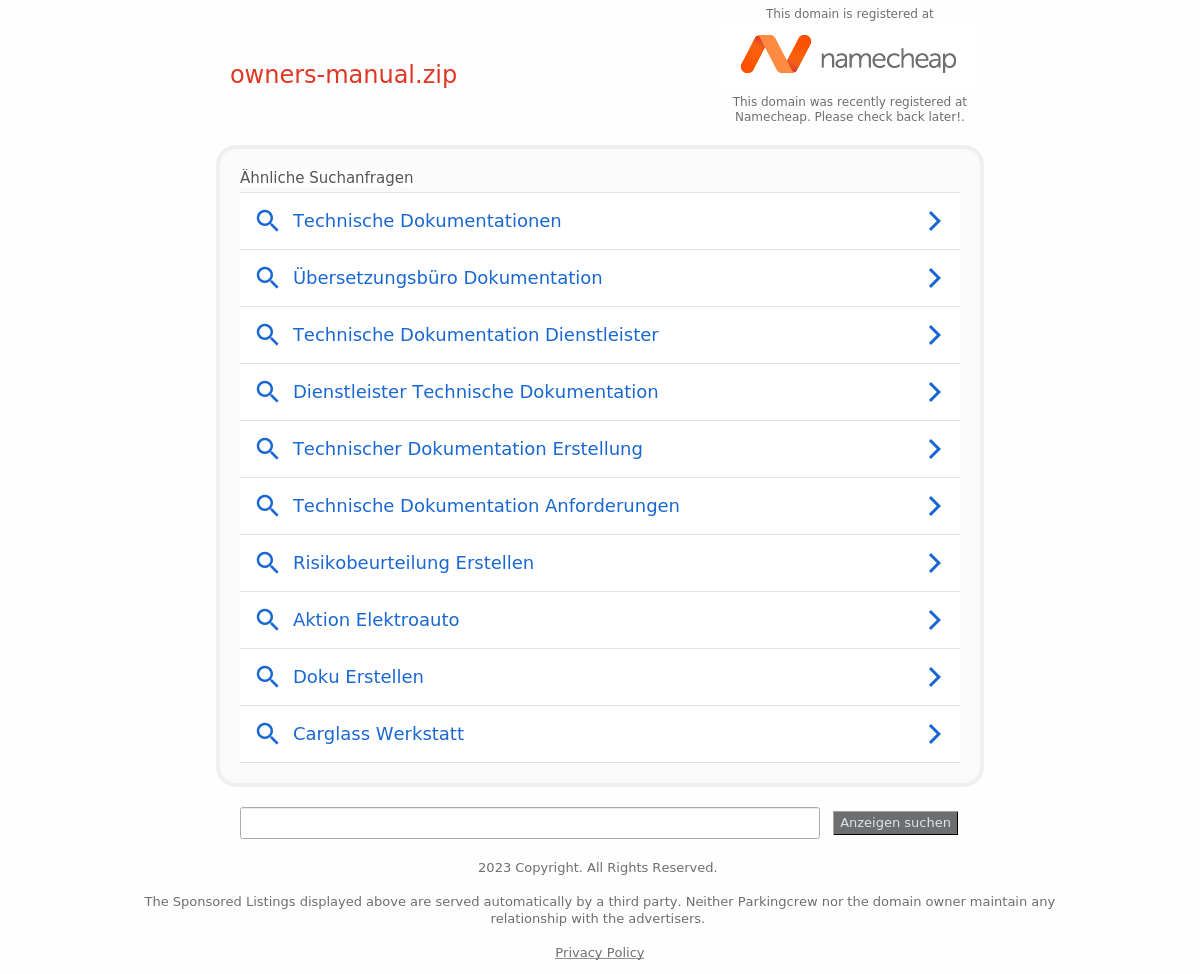 This domain is registered at
namecheap
owners-manual.zip
This domain was recently registered at
Namecheap. Please check back later!.
Ähnliche Suchanfragen
Technische Dokumentationen
Übersetzungsbüro Dokumentation
Technische Dokumentation Dienstleister
Dienstleister Technische Dokumentation
Technischer Dokumentation Erstellung
Technische Dokumentation Anforderungen
Risikobeurteilung Erstellen
Aktion Elektroauto
Doku Erstellen
Carglass Werkstatt
Anzeigen suchen
2023 Copyright. All Rights Reserved.
The Sponsored Listings displayed above are served automatically by a third party. Neither Parkingcrew nor the domain owner maintain any
relationship with the advertisers.
Privacy Policy